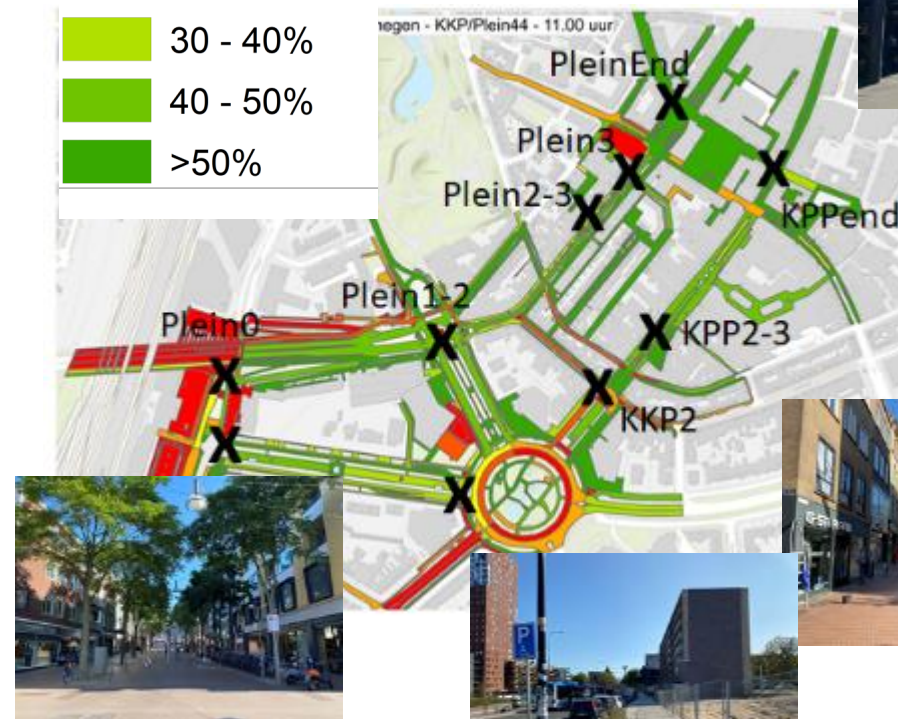 30 - 40%
40 - 50%
>50%
egen - KKP/Plein44 - 11.00 uur
PleinEnd
X
Plein3
X
X
Plein2-3
X
KPPend
Plein1-2
X
Plein0
X
X
KPP2-3
X
KKP2
X
X
P